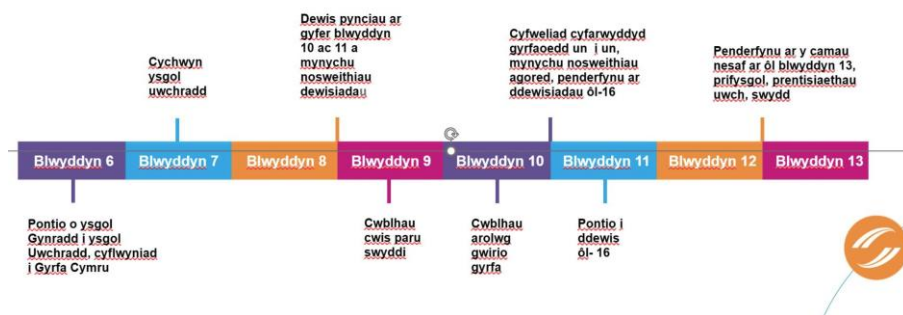 Dewis pynciau ar
gyfer blwyddyn
10 ac 11 a
mynychu
nosweithiau
dewisiadau
Cychwyn
ysgol
uwchradd
Cyfweliad cyfarwyddyd
gyrfaoedd un i un,
mynychu nosweithiau
agored, penderfynu ar
ddewisiadau ôl-16
Penderfynu ar y camau
nesaf ar ôl blwyddyn 13,
prifysgol, prentisiaethau
uwch, swydd
Blwyddyn 6
Blwyddyn 7
Blwyddyn 8
Blwyddyn 9
Blwyddyn 10
Blwyddyn 11
Blwyddyn 12
Blwyddyn 13
Pontio o ysgol
Gynradd i ysgol
Uwchradd, cyflwyniad
i Gyrfa Cymru
Cwblhau
cwis paru
swyddi
Cwblhau
arolwg
gwirio
gyrfa
Pontio i
ddewis
ôl- 16